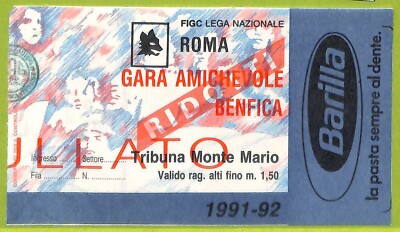 FIGC LEGA NAZIONALE
ROMA
GARA AMICHEVOLE
BENFICA
RIDOTTI
ULLATO
Ingresso Settore
Tribuna Monte Mario
Fila N.
Valido rag. alti fino m. 1,50
1991-92
Barilla
la pasta sempre al dente.